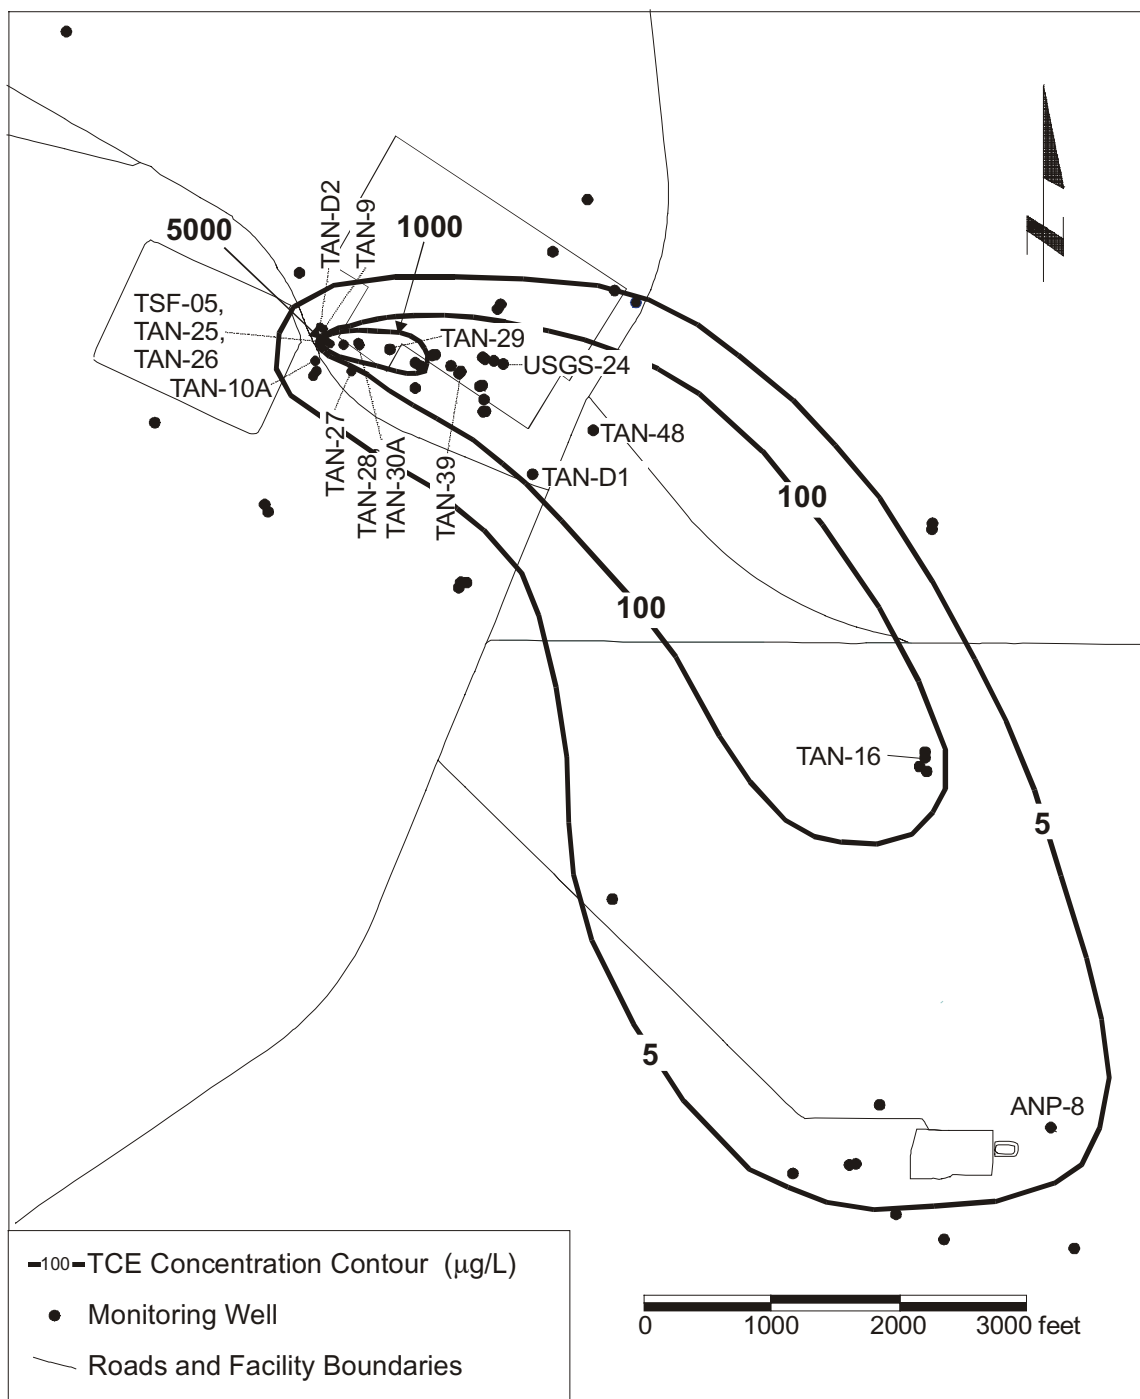 TAN-D2
TAN-9
5000
1000
TSF-05,
TAN-25,
TAN-26
TAN-29
USGS-24
TAN-10A
TAN-27
TAN-28
TAN-30A
TAN-39
TAN-48
TAN-D1
100
100
TAN-16
5
5
ANP-8
N
100 TCE Concentration Contour (µg/L)
Monitoring Well
Roads and Facility Boundaries
0 1000 2000 3000 feet